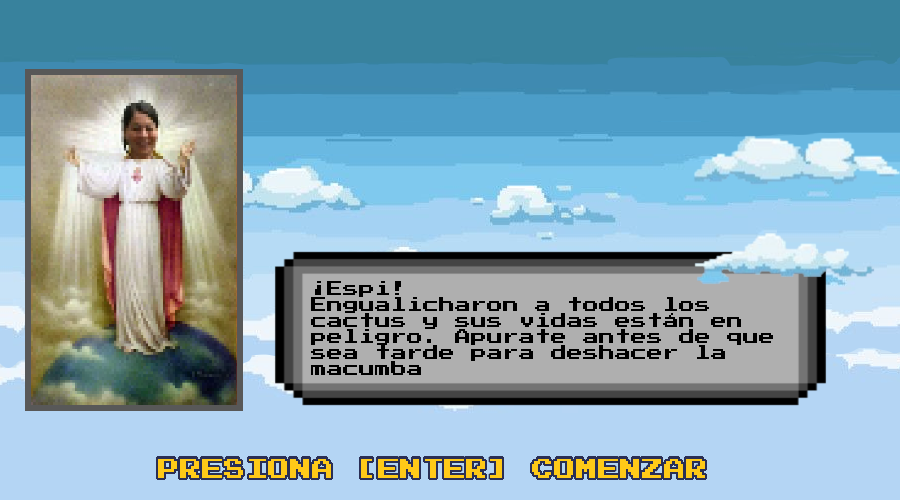 ¡Espi!
Engualicharon a todos los
cactus y sus vidas están en
peligro. Apurate antes de que
sea tarde para deshacer la
macumba
PRESIONA [ENTER] COMENZAR